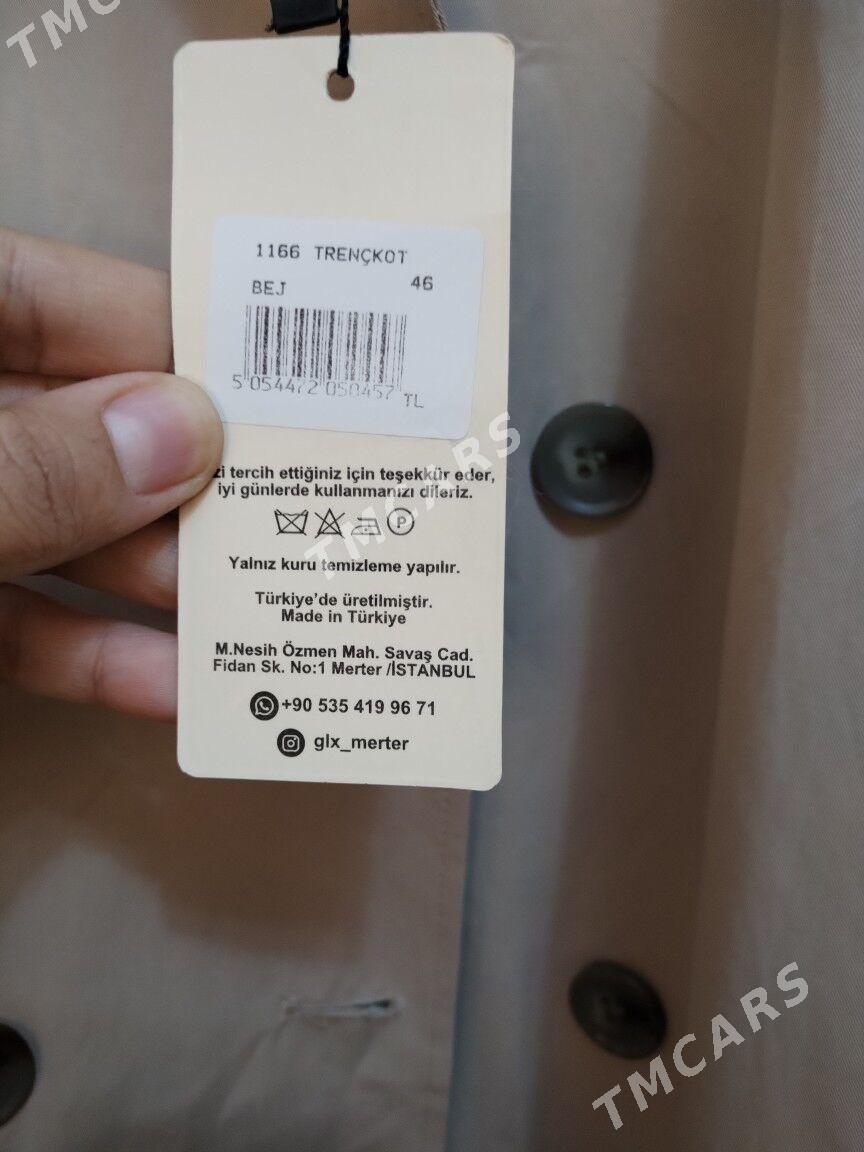 TMC
1166 TRENÇKOT
BEJ 46
5 054472 050457 TL
zi tercih ettiğiniz için teşekkür eder,
iyi günlerde kullanmanızı dileriz.
P
Yalnız kuru temizleme yapılır.
Türkiye'de üretilmiştir.
Made in Türkiye
M.Nesih Özmen Mah. Savaş Cad.
Fidan Sk. No:1 Merter /İSTANBUL
+90 535 419 96 71
glx_merter
TMCARS
TMCARS